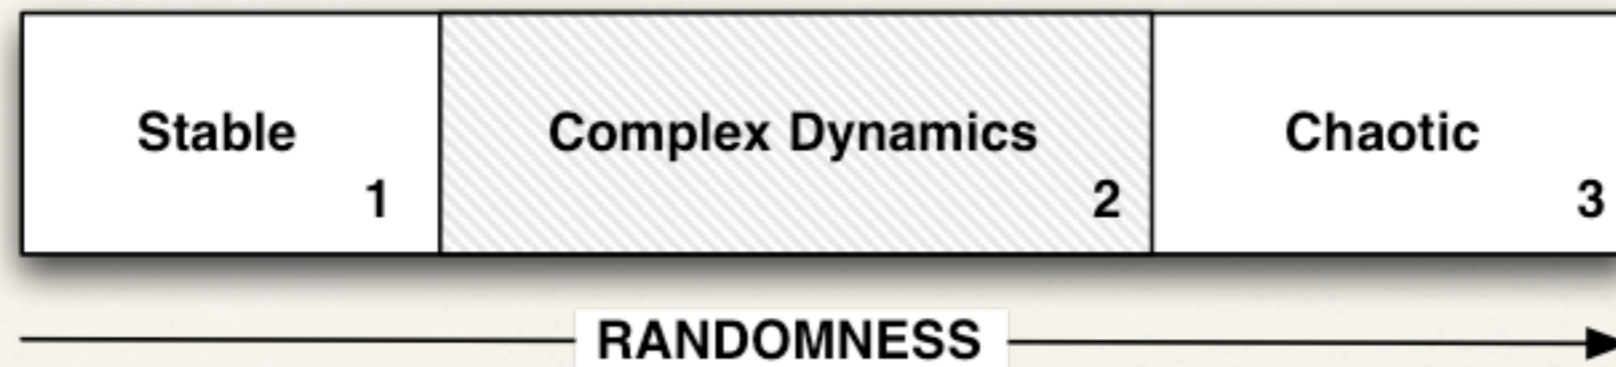 Stable
1
Complex Dynamics
2
Chaotic
3
RANDOMNESS